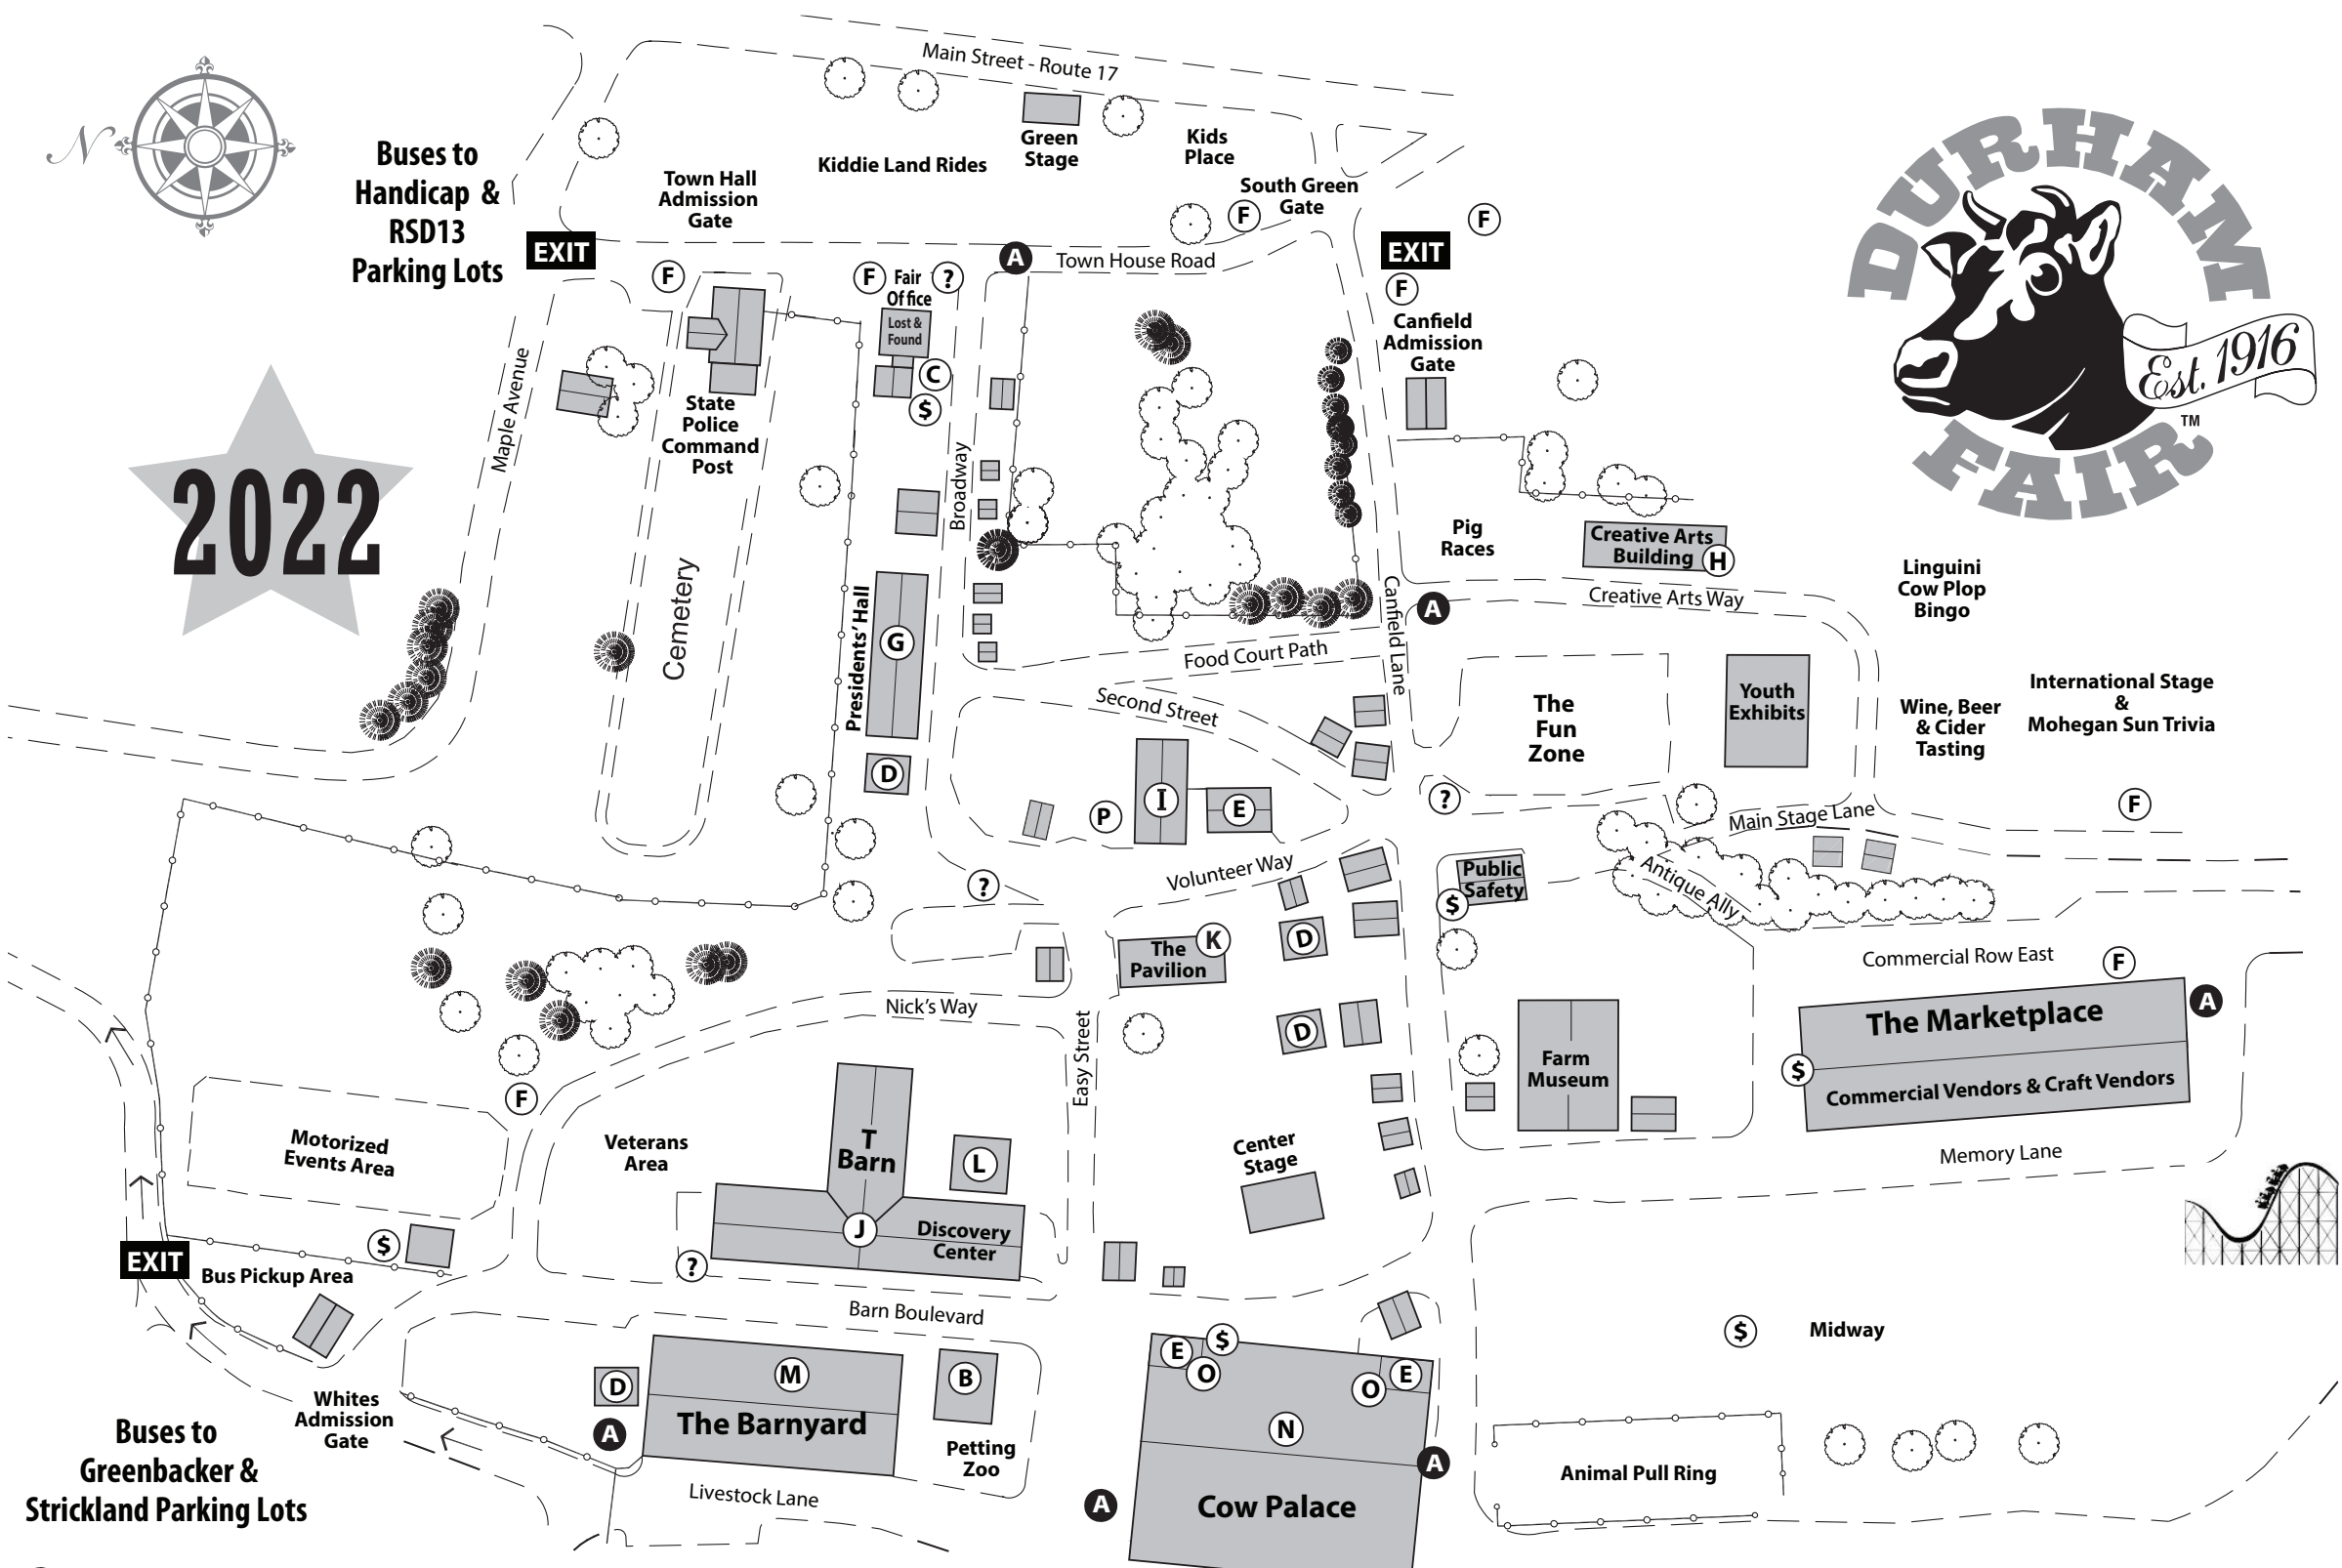 Main Street - Route 17
N
Buses to
Handicap &
RSD13
Parking Lots
Green
Stage
Kids
Place
Kiddie Land Rides
Town Hall
Admission
Gate
South Green
Gate
F
F
DURHAM
FAIR
Est. 1916
TM
EXIT
A
Town House Road
EXIT
F
F
Fair
Office
?
F
Lost &
Found
Canfield
Admission
Gate
C
$
State
Police
Command
Post
Maple Avenue
2022
Broadway
Pig
Races
Creative Arts
Building
H
Linguini
Cow Plop
Bingo
Cemetery
Presidents' Hall
G
Canfield Lane
A
Creative Arts Way
Food Court Path
Second Street
The
Fun
Zone
Youth
Exhibits
Wine, Beer
& Cider
Tasting
International Stage
&
Mohegan Sun Trivia
D
P
I
E
?
Main Stage Lane
F
?
Volunteer Way
Public
Safety
$
Antique Ally
The
Pavilion
K
D
Commercial Row East
F
Nick's Way
Easy Street
D
The Marketplace
A
$
Commercial Vendors & Craft Vendors
Farm
Museum
F
Motorized
Events Area
Veterans
Area
T
Barn
L
Center
Stage
Memory Lane
J
Discovery
Center
$
?
EXIT
Bus Pickup Area
Barn Boulevard
$
Midway
E
$
O
E
O
D
M
B
A
The Barnyard
Petting
Zoo
N
A
Whites
Admission
Gate
Buses to
Greenbacker &
Strickland Parking Lots
Livestock Lane
A
Cow Palace
Animal Pull Ring